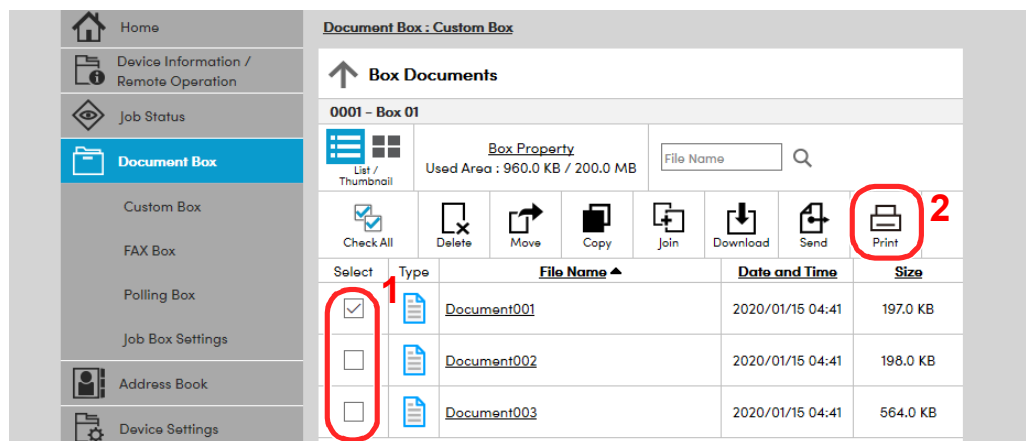 Home
Device Information /
Remote Operation
Job Status
Document Box
Custom Box
FAX Box
Polling Box
Job Box Settings
Address Book
Device Settings
Document Box : Custom Box
Box Documents
0001 - Box 01
List /
Thumbnail
Box Property
Used Area : 960.0 KB / 200.0 MB
File Name
Check All Delete Move Copy Join Download Send Print 2
Select Type File Name Date and Time Size
1
Document001 2020/01/15 04:41 197.0 KB
Document002 2020/01/15 04:41 198.0 KB
Document003 2020/01/15 04:41 564.0 KB